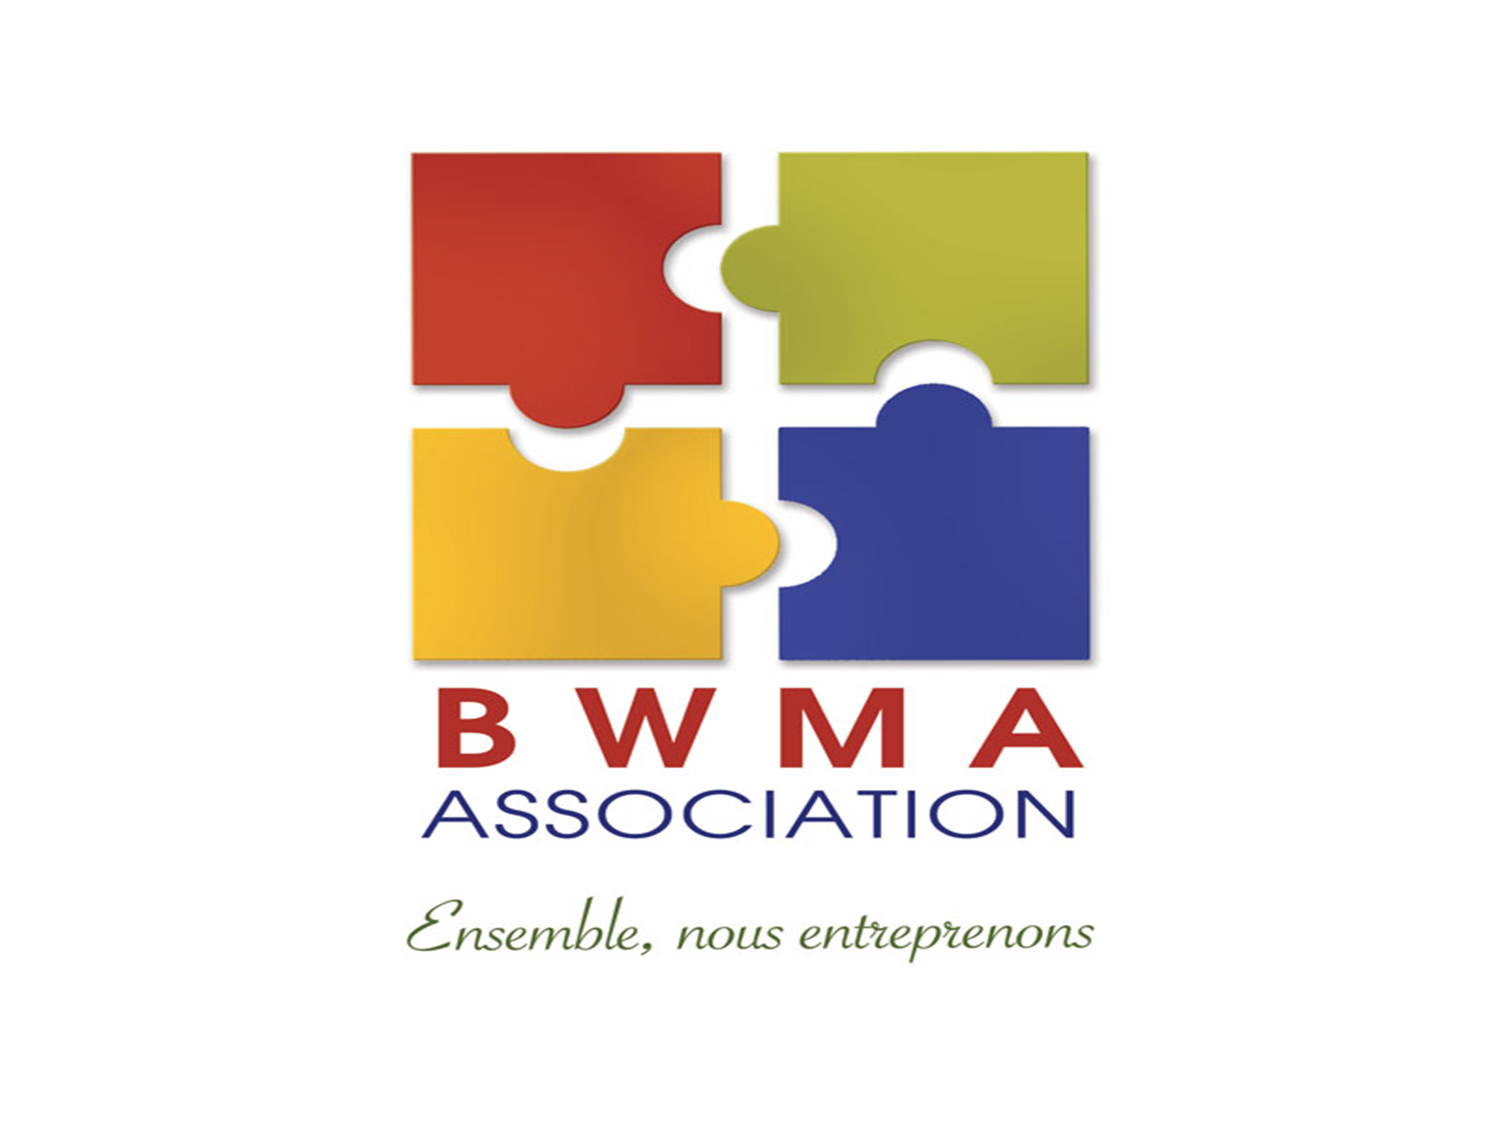 BWMA
ASSOCIATION
Ensemble, nous entreprenons